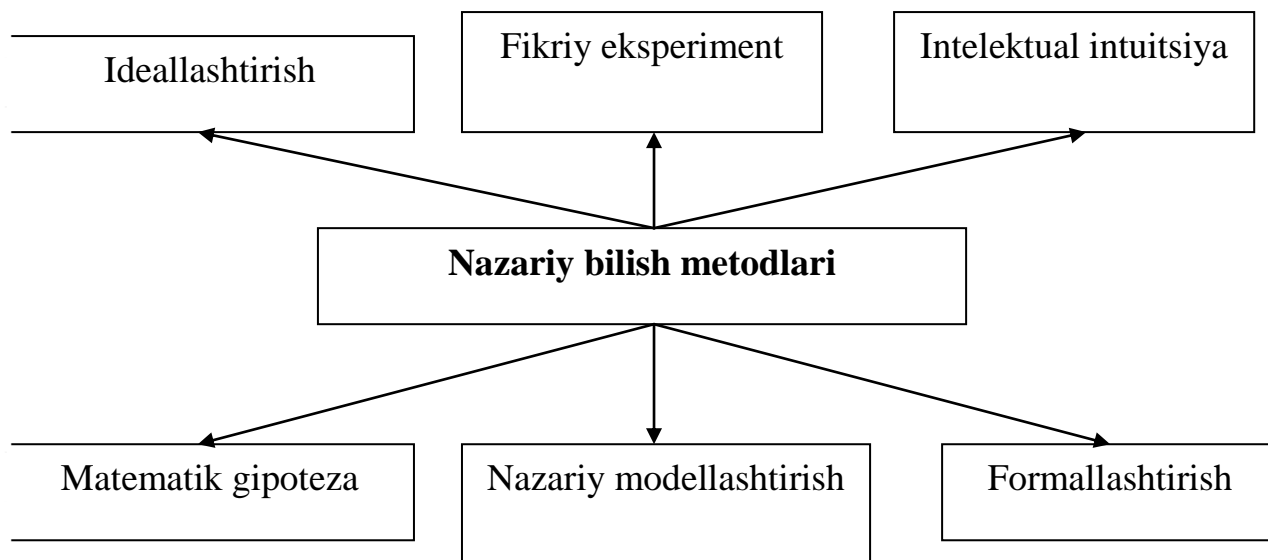 Ideallashtirish
Fikriy eksperiment
Intelektual intuitsiya
Nazariy bilish metodlari
Matematik gipoteza
Nazariy modellashtirish
Formallashtirish